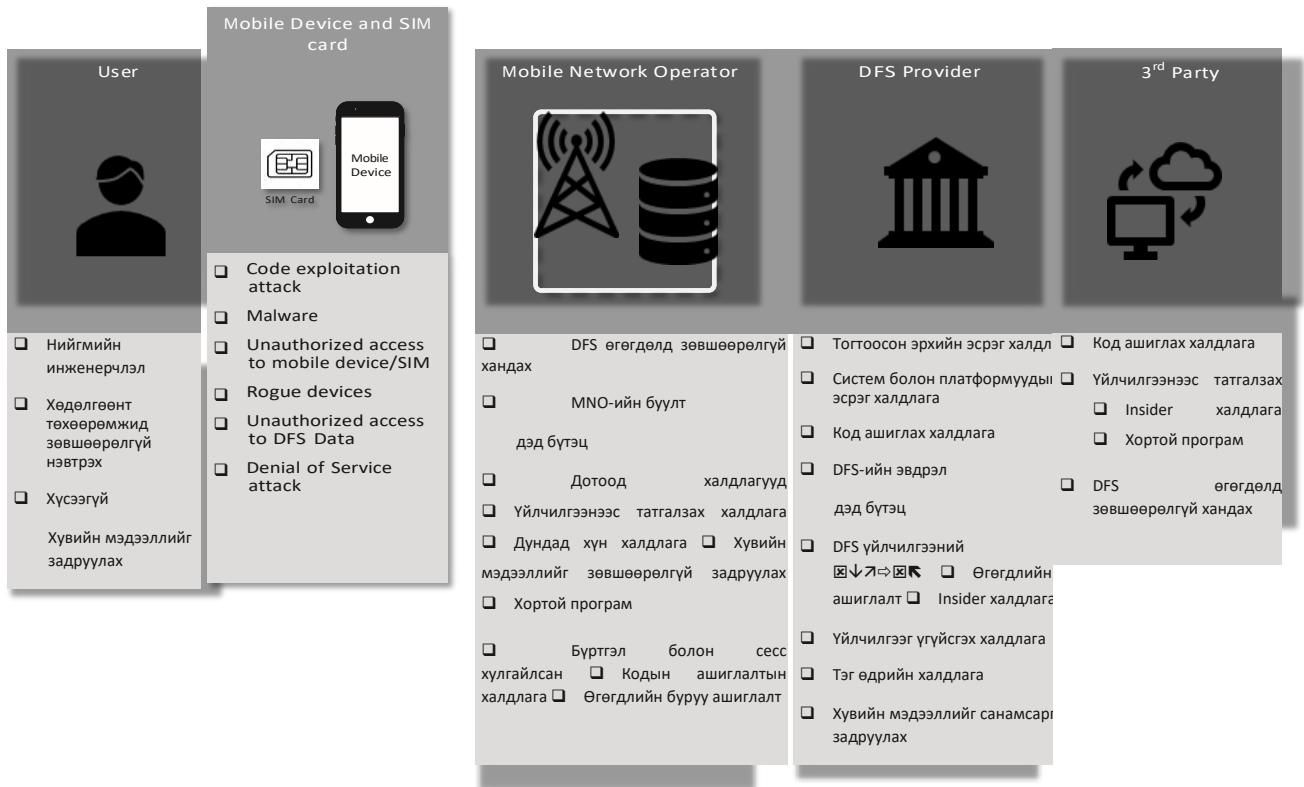 User
❑ Нийгмийн
инженерчлэл
❑ Хөдөлгөөнт
төхөөрөмжид
зөвшөөрөлгүй
нэвтрэх
❑ Хүсээгүй
Хувийн мэдээллийг
задруулах
Mobile Device and SIM
card
SIM Card
Mobile
Device
❑ Code exploitation
attack
❑ Malware
❑ Unauthorized access
to mobile device/SIM
❑ Rogue devices
❑ Unauthorized access
to DFS Data
❑ Denial of Service
attack
Mobile Network Operator
❑ DFS өгөгдөлд зөвшөөрөлгүй
хандах
❑ MNO-ийн буулт
дэд бүтэц
❑ Дотоод халдлагууд
❑ Үйлчилгээнээс татгалзах халдлага
❑ Дундад хүн халдлага ❑ Хувийн
мэдээллийг зөвшөөрөлгүй задруулах
❑ Хортой програм
❑ Бүртгэл болон сесс
хулгайлсан ❑ Кодын ашиглалтын
халдлага ❑ Өгөгдлийн буруу ашиглалт
DFS Provider
❑ Тогтоосон эрхийн эсрэг халдл
❑ Систем болон платформуудын
эсрэг халдлага
❑ Код ашиглах халдлага
❑ DFS-ийн эвдрэл
дэд бүтэц
❑ DFS үйлчилгээний
❑ Өгөгдлийн
ашиглалт ❑ Insider халдлага
❑ Үйлчилгээг үгүйсгэх халдлага
❑ Тэг өдрийн халдлага
❑ Хувийн мэдээллийг санамсарг
задруулах
3rd Party
❑ Код ашиглах халдлага
❑ Үйлчилгээнээс татгалзах
❑ Insider халдлага
❑ Хортой програм
❑ DFS өгөгдөлд
зөвшөөрөлгүй хандах